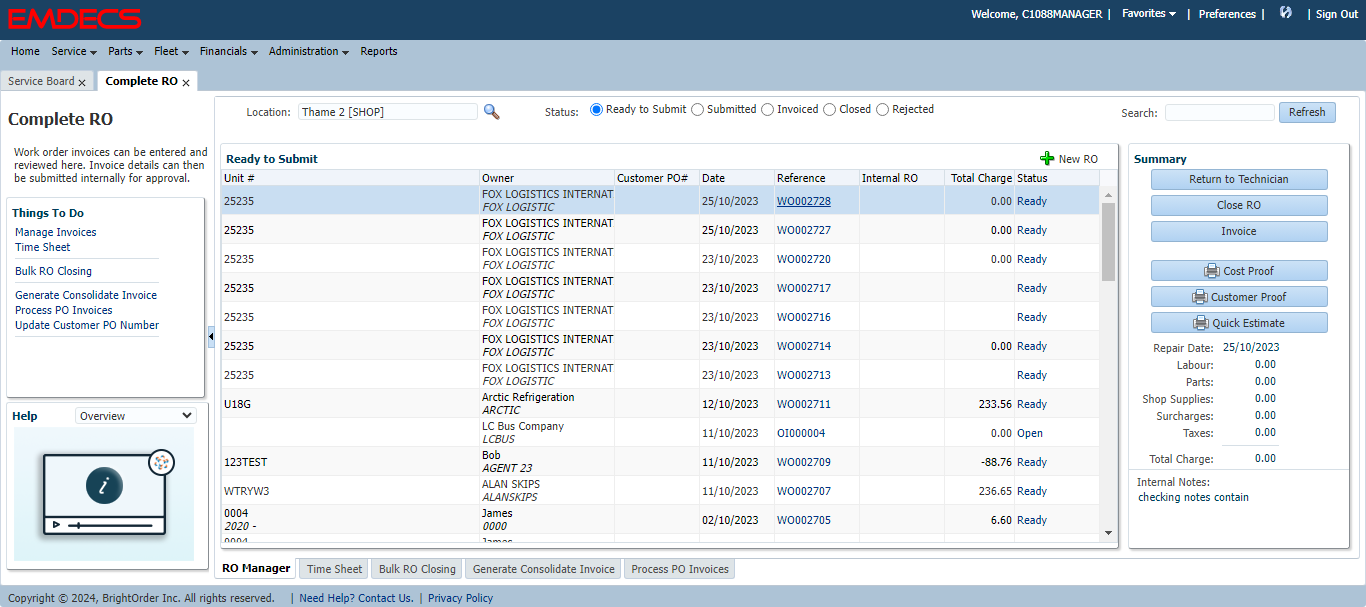 EMDECS
Welcome, C1088MANAGER | Favorites | Preferences | | Sign Out
Home Service Parts Fleet Financials Administration Reports
Service Board x Complete RO x
Complete RO
Work order invoices can be entered and
reviewed here. Invoice details can then
be submitted internally for approval.
Things To Do
Manage Invoices
Time Sheet
Bulk RO Closing
Generate Consolidate Invoice
Process PO Invoices
Update Customer PO Number
Help Overview
i
Location: Thame 2 [SHOP] Status: Ready to Submit Submitted Invoiced Closed Rejected Search: Refresh
Ready to Submit New RO
Unit # Owner Customer PO# Date Reference Internal RO Total Charge Status
25235 FOX LOGISTICS INTERNAT 25/10/2023 WO002728 0.00 Ready
FOX LOGISTIC
25235 FOX LOGISTICS INTERNAT 25/10/2023 WO002727 0.00 Ready
FOX LOGISTIC
25235 FOX LOGISTICS INTERNAT 23/10/2023 WO002720 0.00 Ready
FOX LOGISTIC
25235 FOX LOGISTICS INTERNAT 23/10/2023 WO002717 Ready
FOX LOGISTIC
25235 FOX LOGISTICS INTERNAT 23/10/2023 WO002716 Ready
FOX LOGISTIC
25235 FOX LOGISTICS INTERNAT 23/10/2023 WO002714 0.00 Ready
FOX LOGISTIC
25235 FOX LOGISTICS INTERNAT 23/10/2023 WO002713 Ready
FOX LOGISTIC
U18G Arctic Refrigeration 12/10/2023 WO002711 233.56 Ready
ARCTIC
LC Bus Company 11/10/2023 OI000004 0.00 Open
LCBUS
123TEST Bob 11/10/2023 WO002709 -88.76 Ready
AGENT 23
WTRYW3 ALAN SKIPS 11/10/2023 WO002707 236.65 Ready
ALANSKIPS
0004 James 02/10/2023 WO002705 6.60 Ready
2020 - 0000
0004 James
Summary
Return to Technician
Close RO
Invoice
Cost Proof
Customer Proof
Quick Estimate
Repair Date: 25/10/2023
Labour: 0.00
Parts: 0.00
Shop Supplies: 0.00
Surcharges: 0.00
Taxes: 0.00
Total Charge: 0.00
Internal Notes:
checking notes contain
RO Manager Time Sheet Bulk RO Closing Generate Consolidate Invoice Process PO Invoices
Copyright © 2024, BrightOrder Inc. All rights reserved. | Need Help? Contact Us. | Privacy Policy